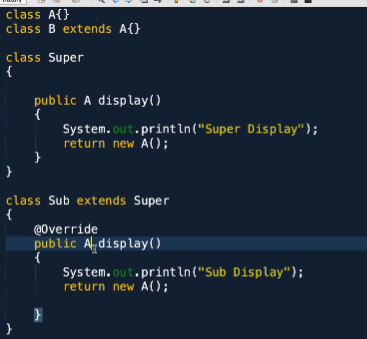 class A{}
class B extends A{}
class Super
{
public A display()
{
System.out.println("Super Display");
return new A();
}
}
class Sub extends Super
{
@Override
public A display()
{
System.out.println("Sub Display");
return new A();
}
}